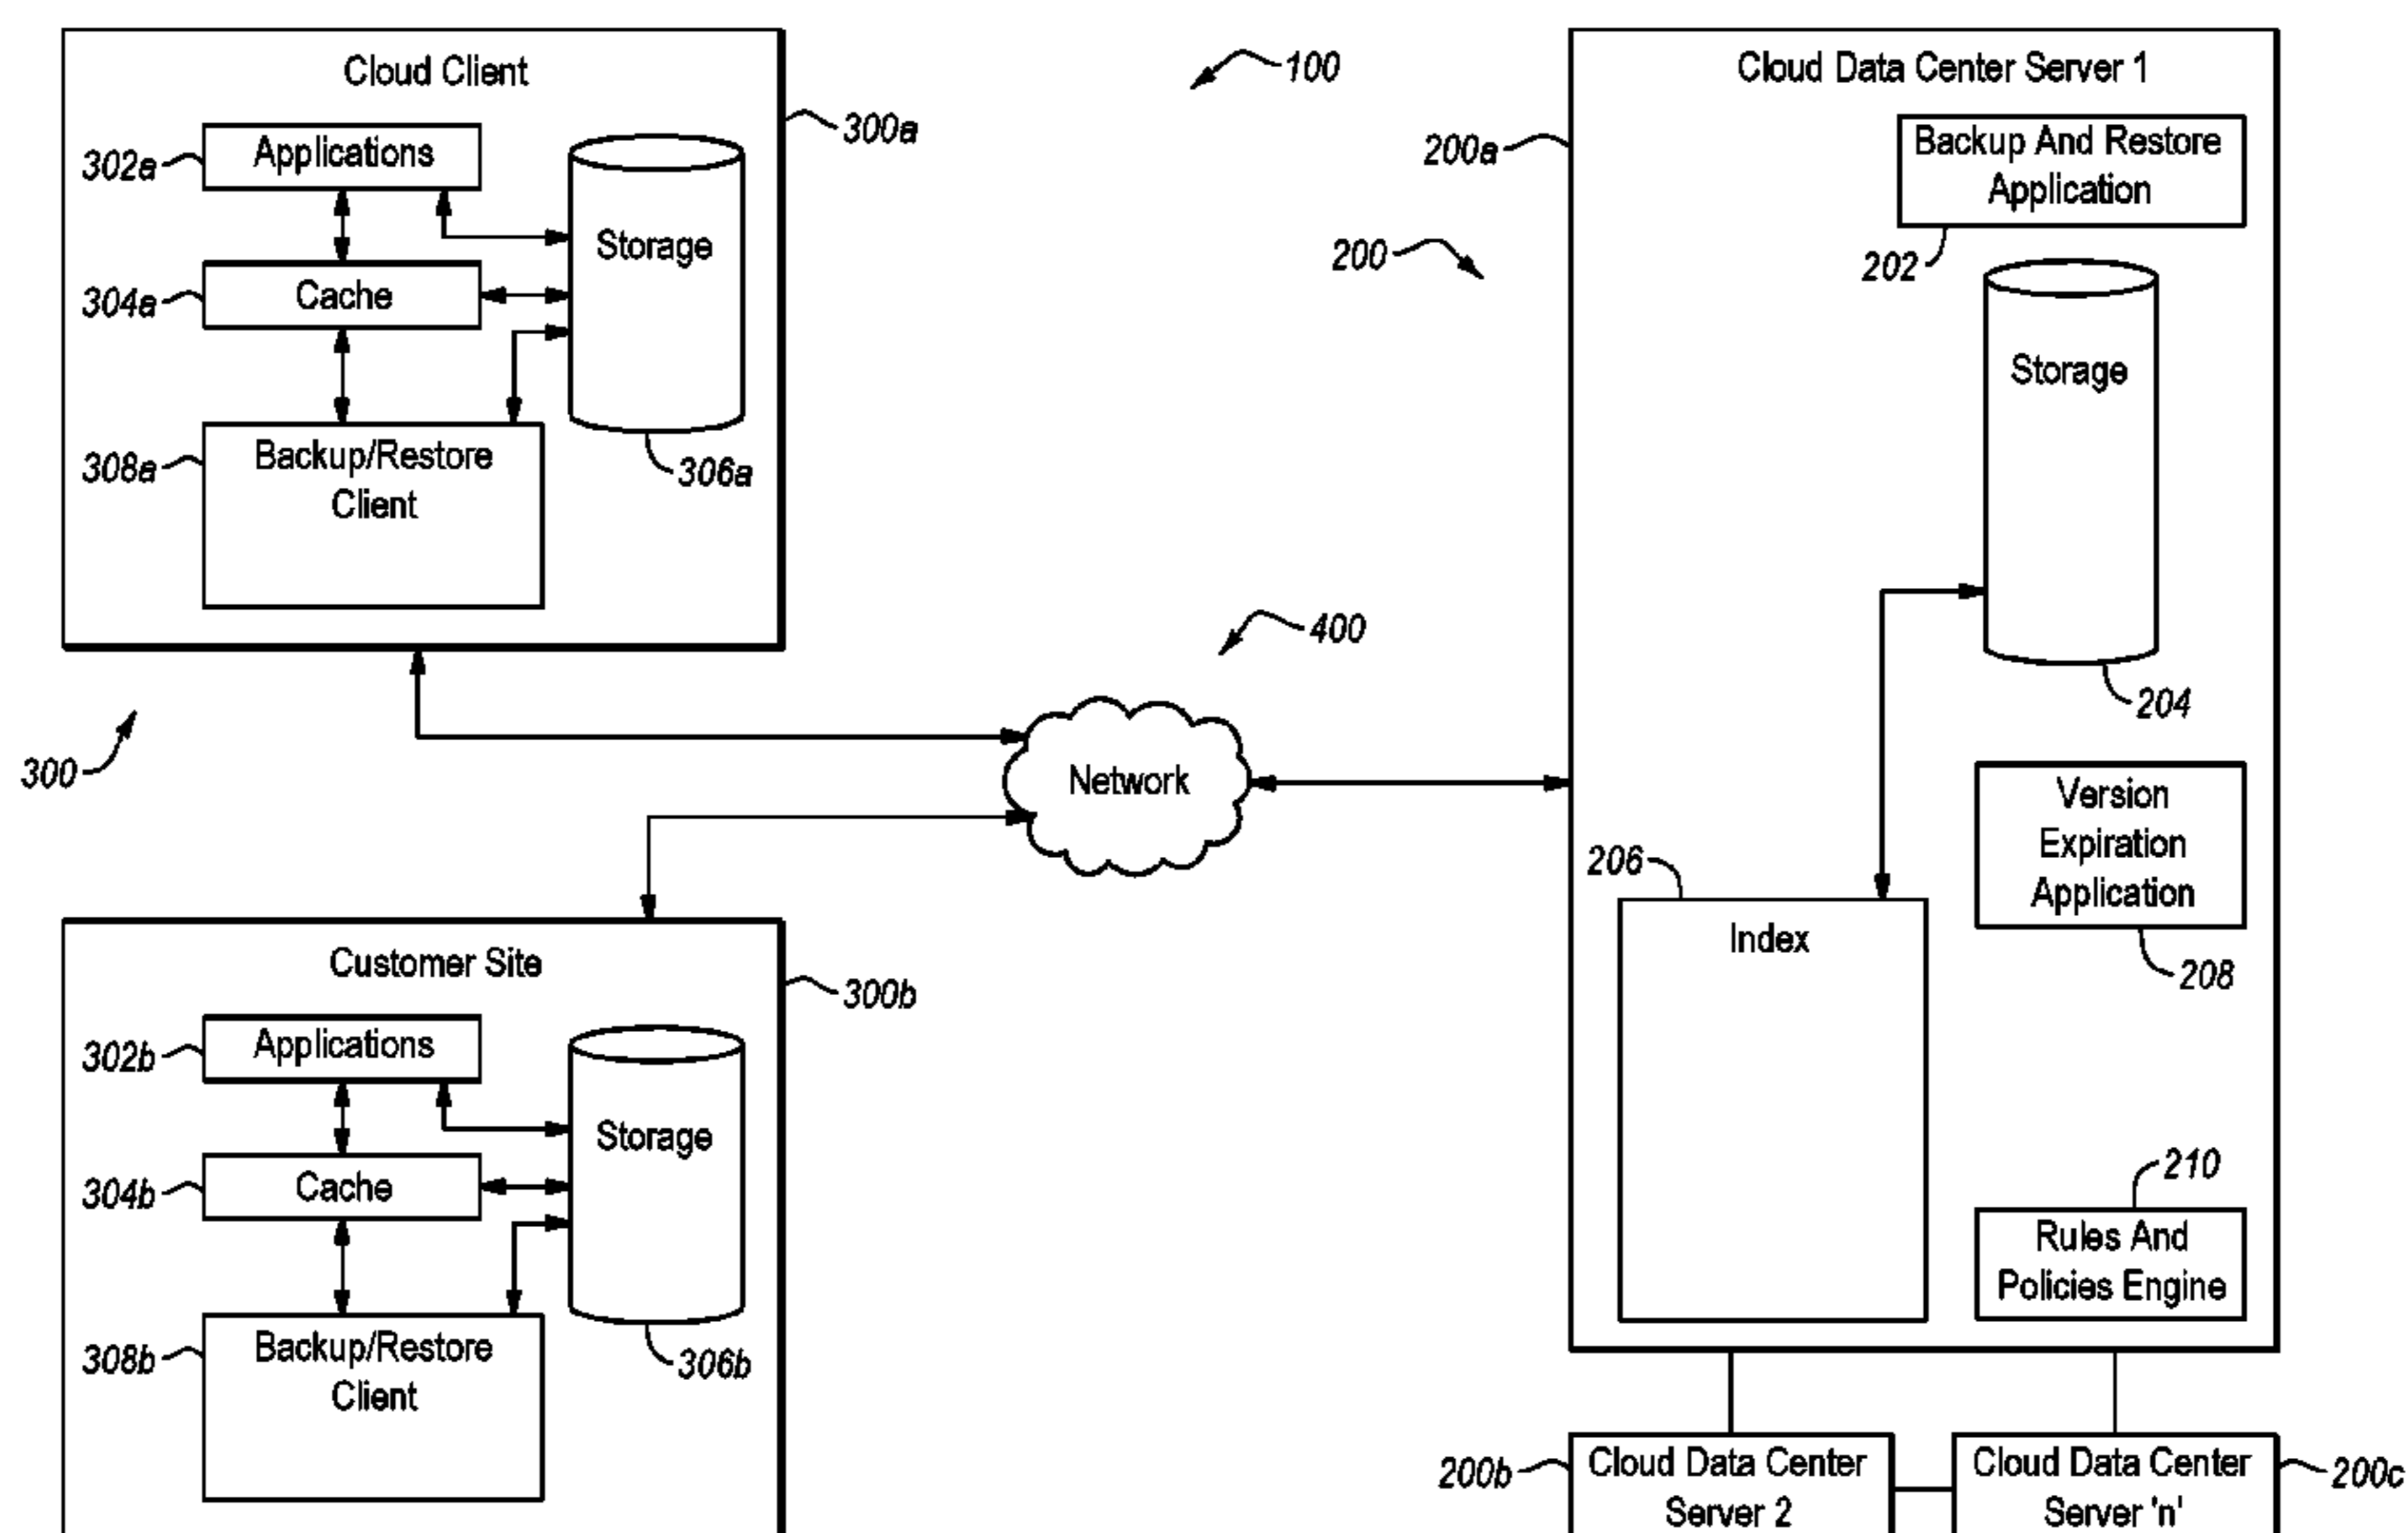 Cloud Client
300a
302a
Applications
304a
Cache
Storage
308a
Backup/Restore
Client
306a
100
200
400
Network
300
Customer Site
300b
302b
Applications
304b
Cache
Storage
308b
Backup/Restore
Client
306b
Cloud Data Center Server 1
200a
Backup And Restore
Application
202
Storage
204
206
Index
Version
Expiration
Application
208
210
Rules And
Policies Engine
200b
Cloud Data Center
Server 2
Cloud Data Center
Server 'n'
200c